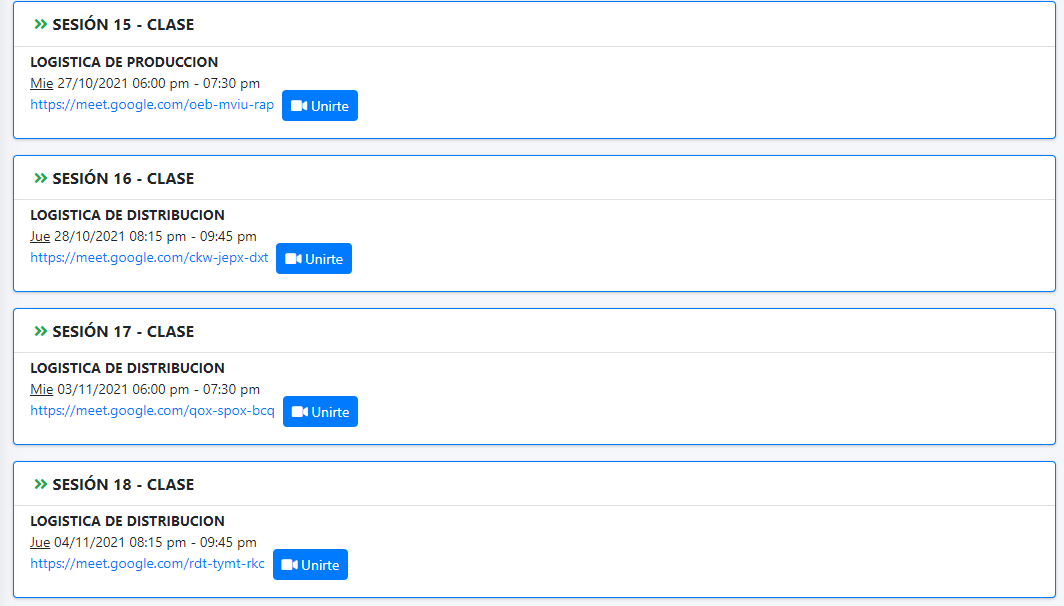 SESIÓN 15 - CLASE
LOGISTICA DE PRODUCCION
Mie 27/10/2021 06:00 pm - 07:30 pm
https://meet.google.com/oeb-mviu-rap Unirte
SESIÓN 16 - CLASE
LOGISTICA DE DISTRIBUCION
Jue 28/10/2021 08:15 pm - 09:45 pm
https://meet.google.com/ckw-jepx-dxt Unirte
SESIÓN 17 - CLASE
LOGISTICA DE DISTRIBUCION
Mie 03/11/2021 06:00 pm - 07:30 pm
https://meet.google.com/qox-spox-bcq Unirte
SESIÓN 18 - CLASE
LOGISTICA DE DISTRIBUCION
Jue 04/11/2021 08:15 pm - 09:45 pm
https://meet.google.com/rdt-tymt-rkc Unirte